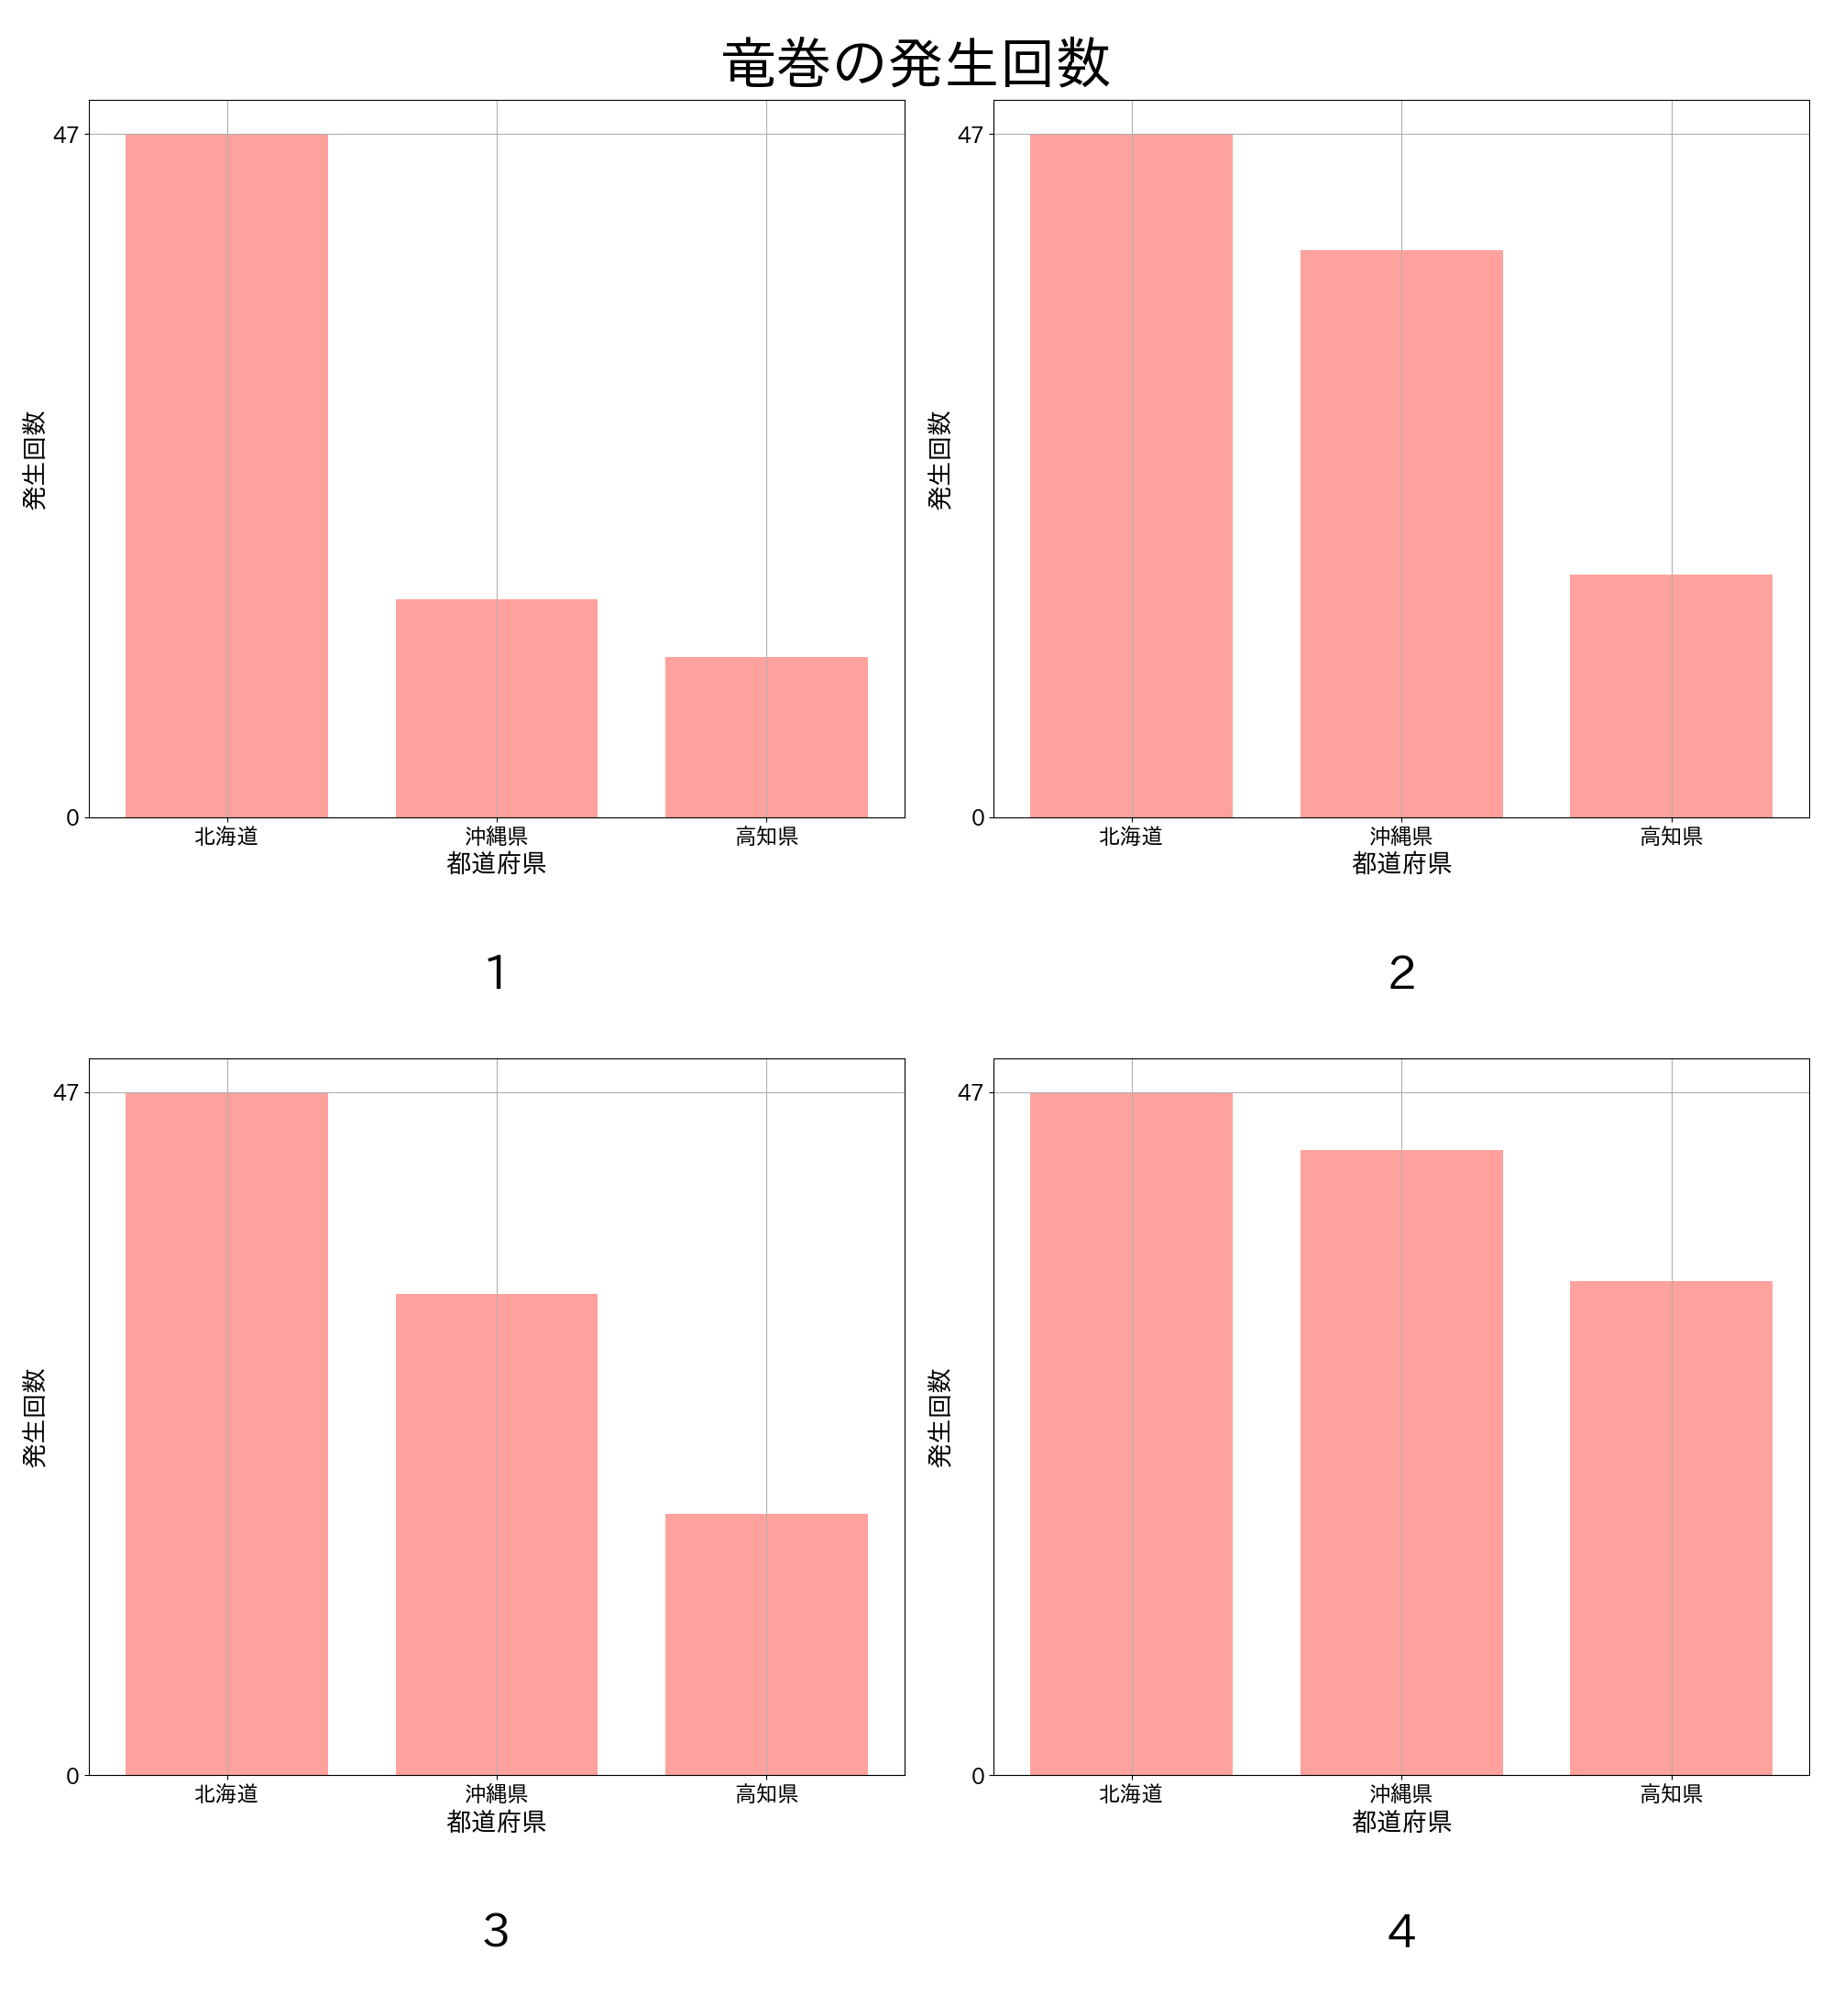 竜巻の発生回数
47
0
発生回数
北海道 沖縄県 高知県
都道府県
1
47
0
発生回数
北海道 沖縄県 高知県
都道府県
2
47
0
発生回数
北海道 沖縄県 高知県
都道府県
3
47
0
発生回数
北海道 沖縄県 高知県
都道府県
4